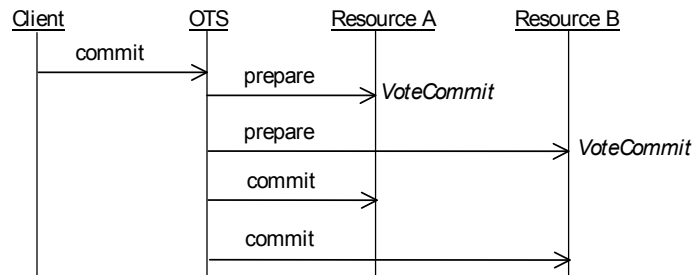 Client OTS Resource A Resource B
commit
prepare VoteCommit
prepare VoteCommit
commit
commit